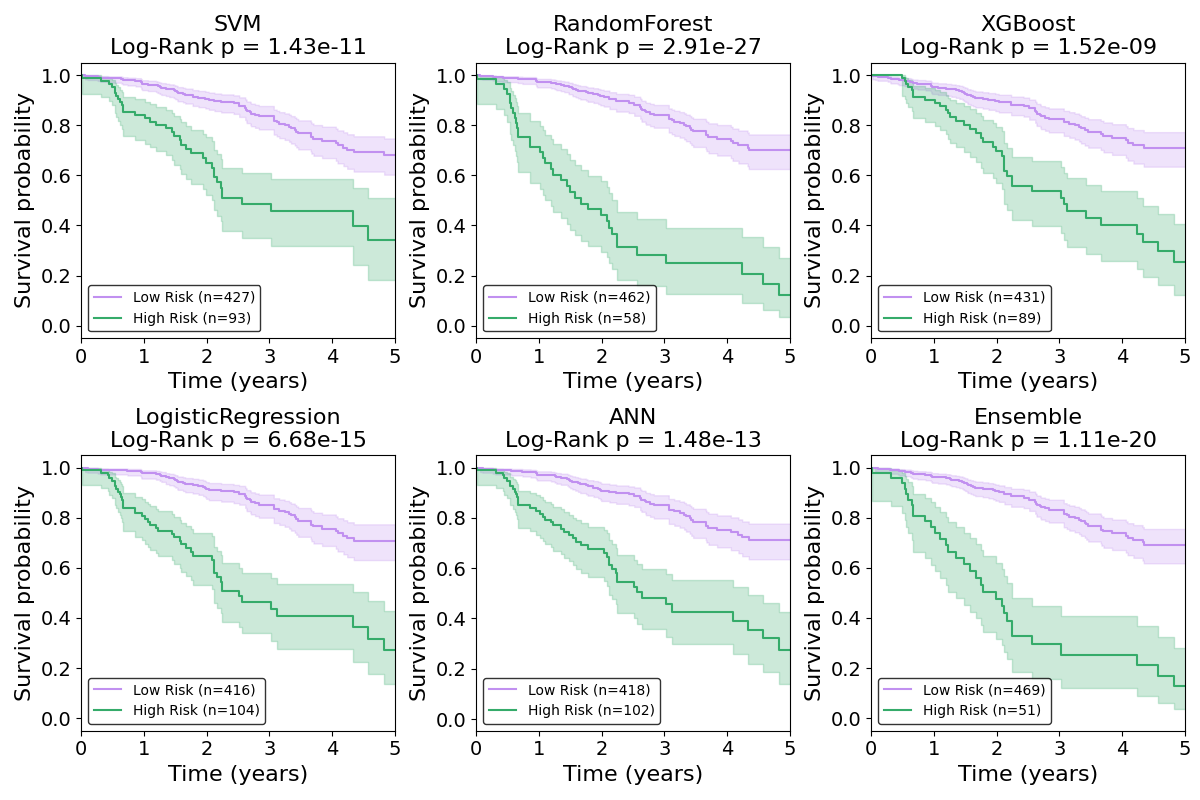 SVM
Log-Rank p = 1.43e-11
Survival probability
1.0
0.8
0.6
0.4
0.2
0.0
Low Risk (n=427)
High Risk (n=93)
0 1 2 3 4 5
Time (years)
RandomForest
Log-Rank p = 2.91e-27
Survival probability
1.0
0.8
0.6
0.4
0.2
0.0
Low Risk (n=462)
High Risk (n=58)
0 1 2 3 4 5
Time (years)
XGBoost
Log-Rank p = 1.52e-09
Survival probability
1.0
0.8
0.6
0.4
0.2
0.0
Low Risk (n=431)
High Risk (n=89)
0 1 2 3 4 5
Time (years)
LogisticRegression
Log-Rank p = 6.68e-15
Survival probability
1.0
0.8
0.6
0.4
0.2
0.0
Low Risk (n=416)
High Risk (n=104)
0 1 2 3 4 5
Time (years)
ANN
Log-Rank p = 1.48e-13
Survival probability
1.0
0.8
0.6
0.4
0.2
0.0
Low Risk (n=418)
High Risk (n=102)
0 1 2 3 4 5
Time (years)
Ensemble
Log-Rank p = 1.11e-20
Survival probability
1.0
0.8
0.6
0.4
0.2
0.0
Low Risk (n=469)
High Risk (n=51)
0 1 2 3 4 5
Time (years)